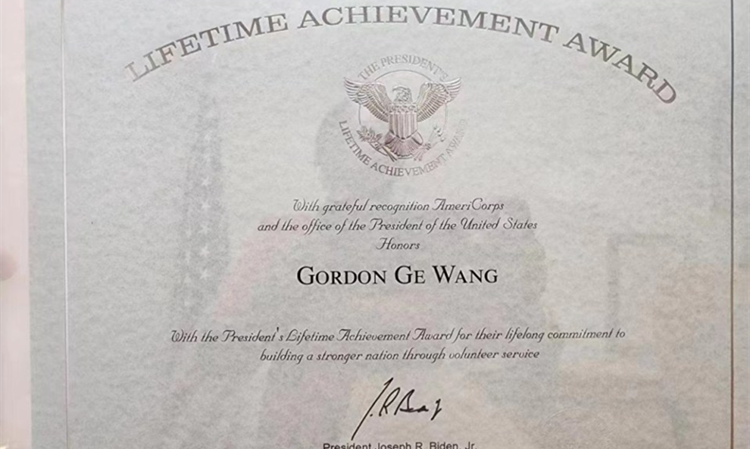 LIFETIME ACHIEVEMENT AWARD
THE PRESIDENT'S
LIFETIME ACHIEVEMENT AWARD
With grateful recognition AmeriCorps
and the office of the President of the United States
Honors
GORDON GE WANG
With the President's Lifetime Achievement Award for their lifelong commitment to
building a stronger nation through volunteer service
President Joseph R. Biden, Jr.